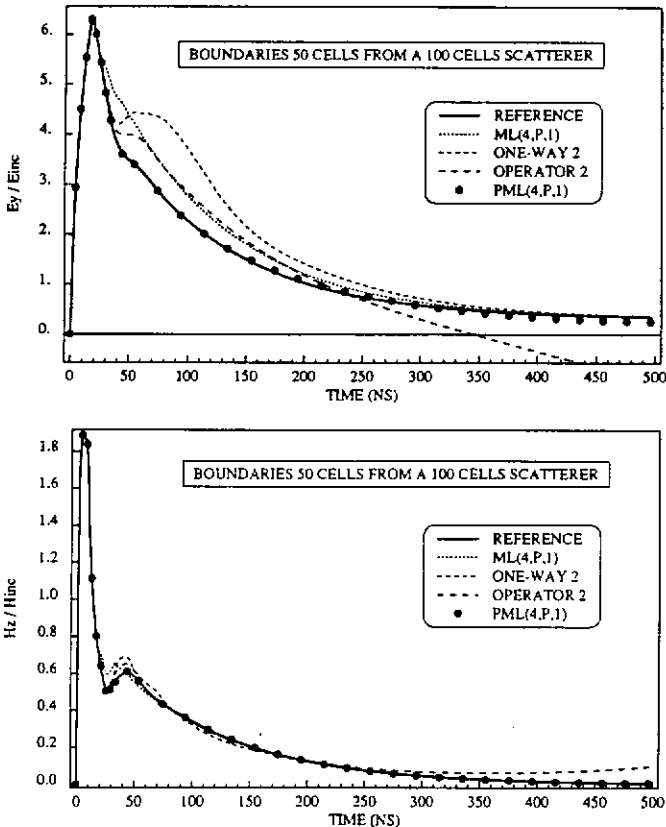 6.
5.
4.
3.
2.
1.
0.
Ey / Einc
BOUNDARIES 50 CELLS FROM A 100 CELLS SCATTERER
REFERENCE
ML(4,P,1)
ONE-WAY 2
OPERATOR 2
PML(4,P,1)
0 50 100 150 200 250 300 350 400 450 500
TIME (NS)
1.8
1.6
1.4
1.2
1.0
0.8
0.6
0.4
0.2
0.0
Hz / Hinc
BOUNDARIES 50 CELLS FROM A 100 CELLS SCATTERER
REFERENCE
ML(4,P,1)
ONE-WAY 2
OPERATOR 2
PML(4,P,1)
0 50 100 150 200 250 300 350 400 450 500
TIME (NS)